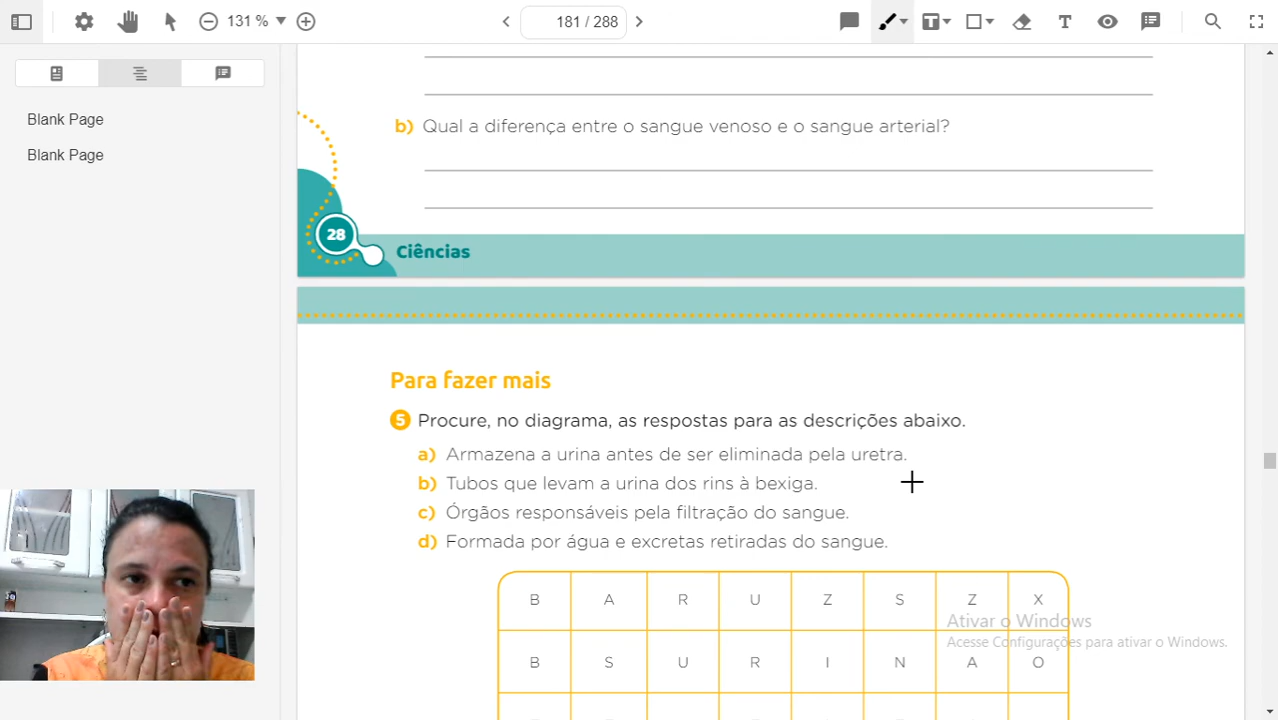 131 %
181 / 288
Blank Page
Blank Page
b) Qual a diferença entre o sangue venoso e o sangue arterial?
28
Ciências
Para fazer mais
5 Procure, no diagrama, as respostas para as descrições abaixo.
a) Armazena a urina antes de ser eliminada pela uretra.
b) Tubos que levam a urina dos rins à bexiga.
c) Órgãos responsáveis pela filtração do sangue.
d) Formada por água e excretas retiradas do sangue.
B A R U Z S Z X
Ativar o Windows
Acesse Configurações para ativar o Windows.
B S U R I N A O